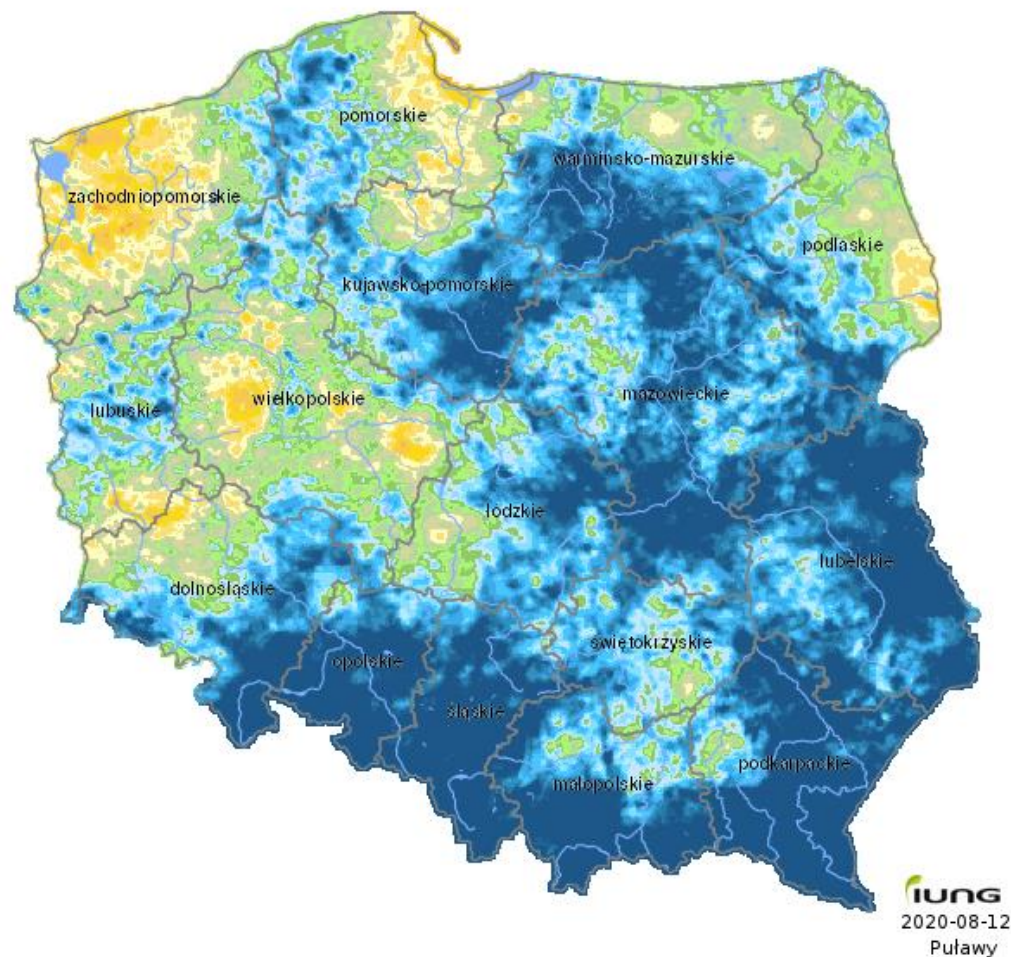 pomorskie
warmińsko-mazurskie
zachodniopomorskie
podlaskie
kujawsko-pomorskie
mazowieckie
wielkopolskie
lubuskie
łódzkie
lubelskie
dolnośląskie
świętokrzyskie
opolskie
śląskie
podkarpackie
małopolskie
IUNG
2020-08-12
Puławy